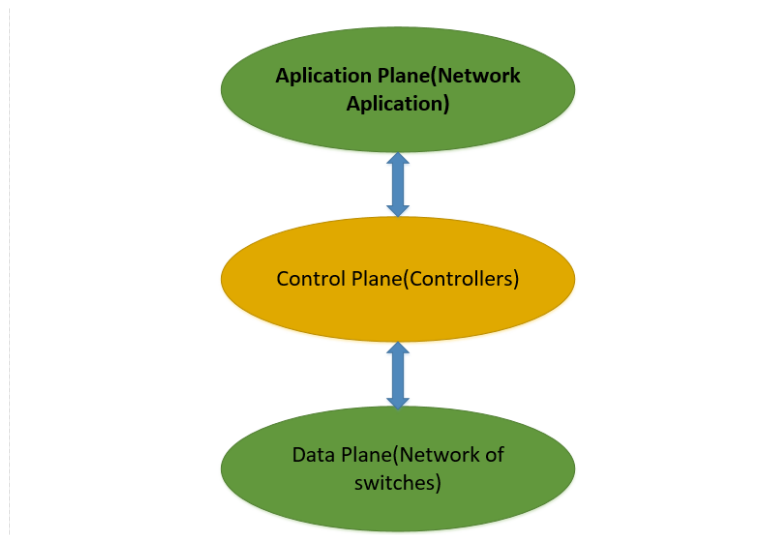 Aplication Plane(Network
Aplication)
Control Plane(Controllers)
Data Plane(Network of
switches)